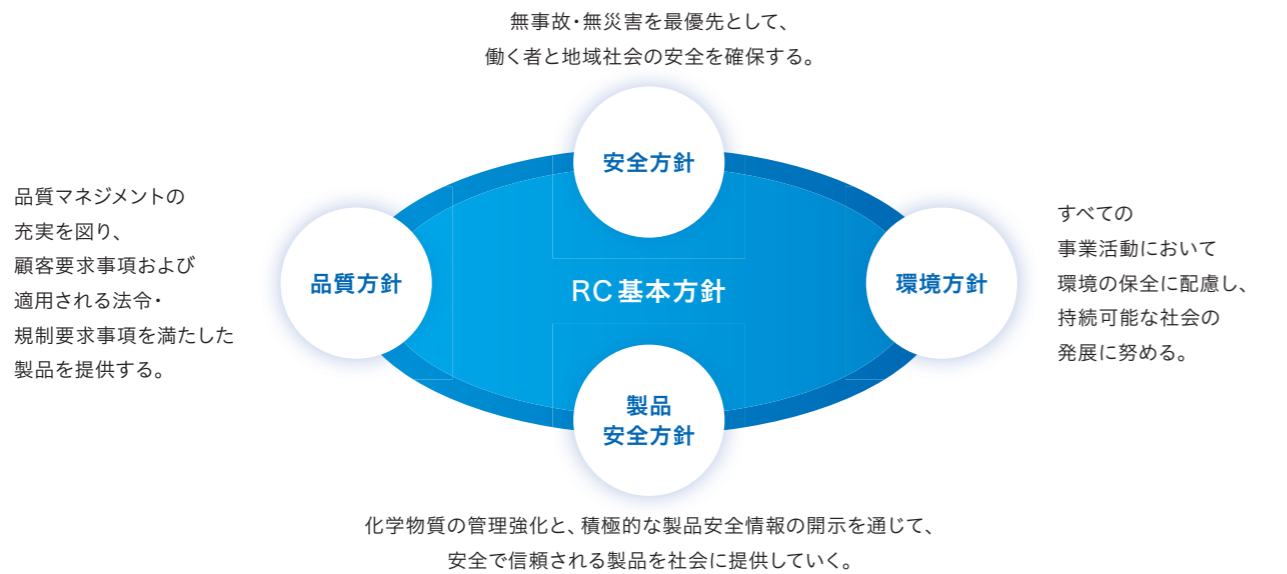 無事故・無災害を最優先として、
働く者と地域社会の安全を確保する。
安全方針
品質マネジメントの
充実を図り、
顧客要求事項および
適用される法令・
規制要求事項を満たした
製品を提供する。
品質方針
RC 基本方針
環境方針
すべての
事業活動において
環境の保全に配慮し、
持続可能な社会の
発展に努める。
製品
安全方針
化学物質の管理強化と、積極的な製品安全情報の開示を通じて、
安全で信頼される製品を社会に提供していく。